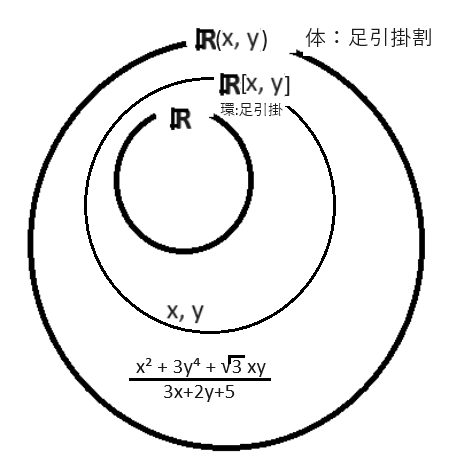 ℝ(x, y) 体：足引掛割
ℝ[x, y]
環:足引掛
ℝ
x, y
x² + 3y⁴ + √3 xy
3x+2y+5